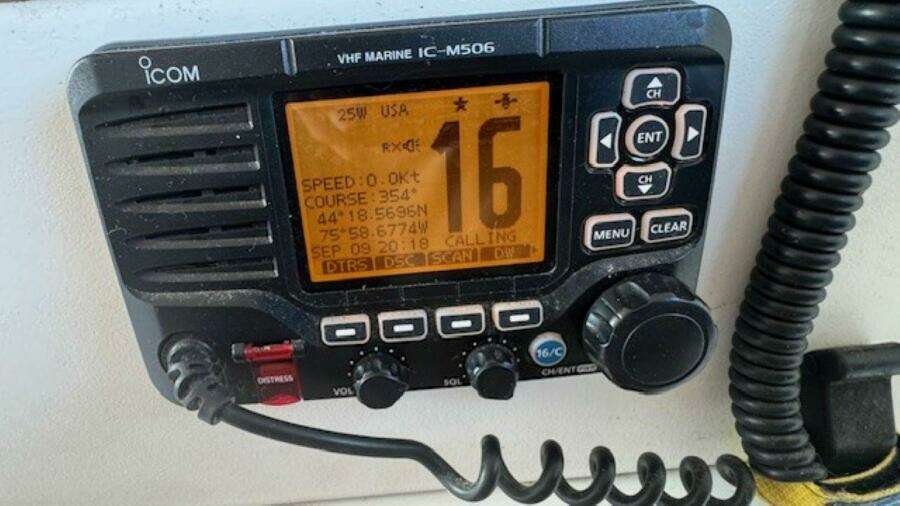 ICOM
VHF MARINE IC-M506
25W USA
RX
16
SPEED:0.0Kt
COURSE:354°
44°18.5696N
75°58.6774W
SEP 09 20:18 CALLING
DTRS DSC SCAN DW
CH
ENT
CH
MENU CLEAR
DISTRESS
VOL
SQL
16/C
CH/ENT